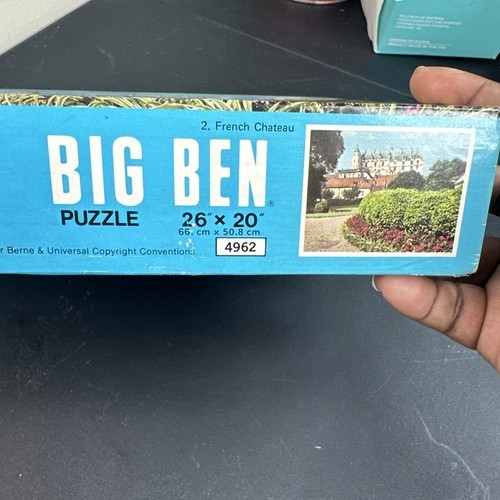 2. French Chateau
BIG BEN®
PUZZLE
26" × 20"
66. cm x 50.8 cm
r Berne & Universal Copyright Conventions.
4962